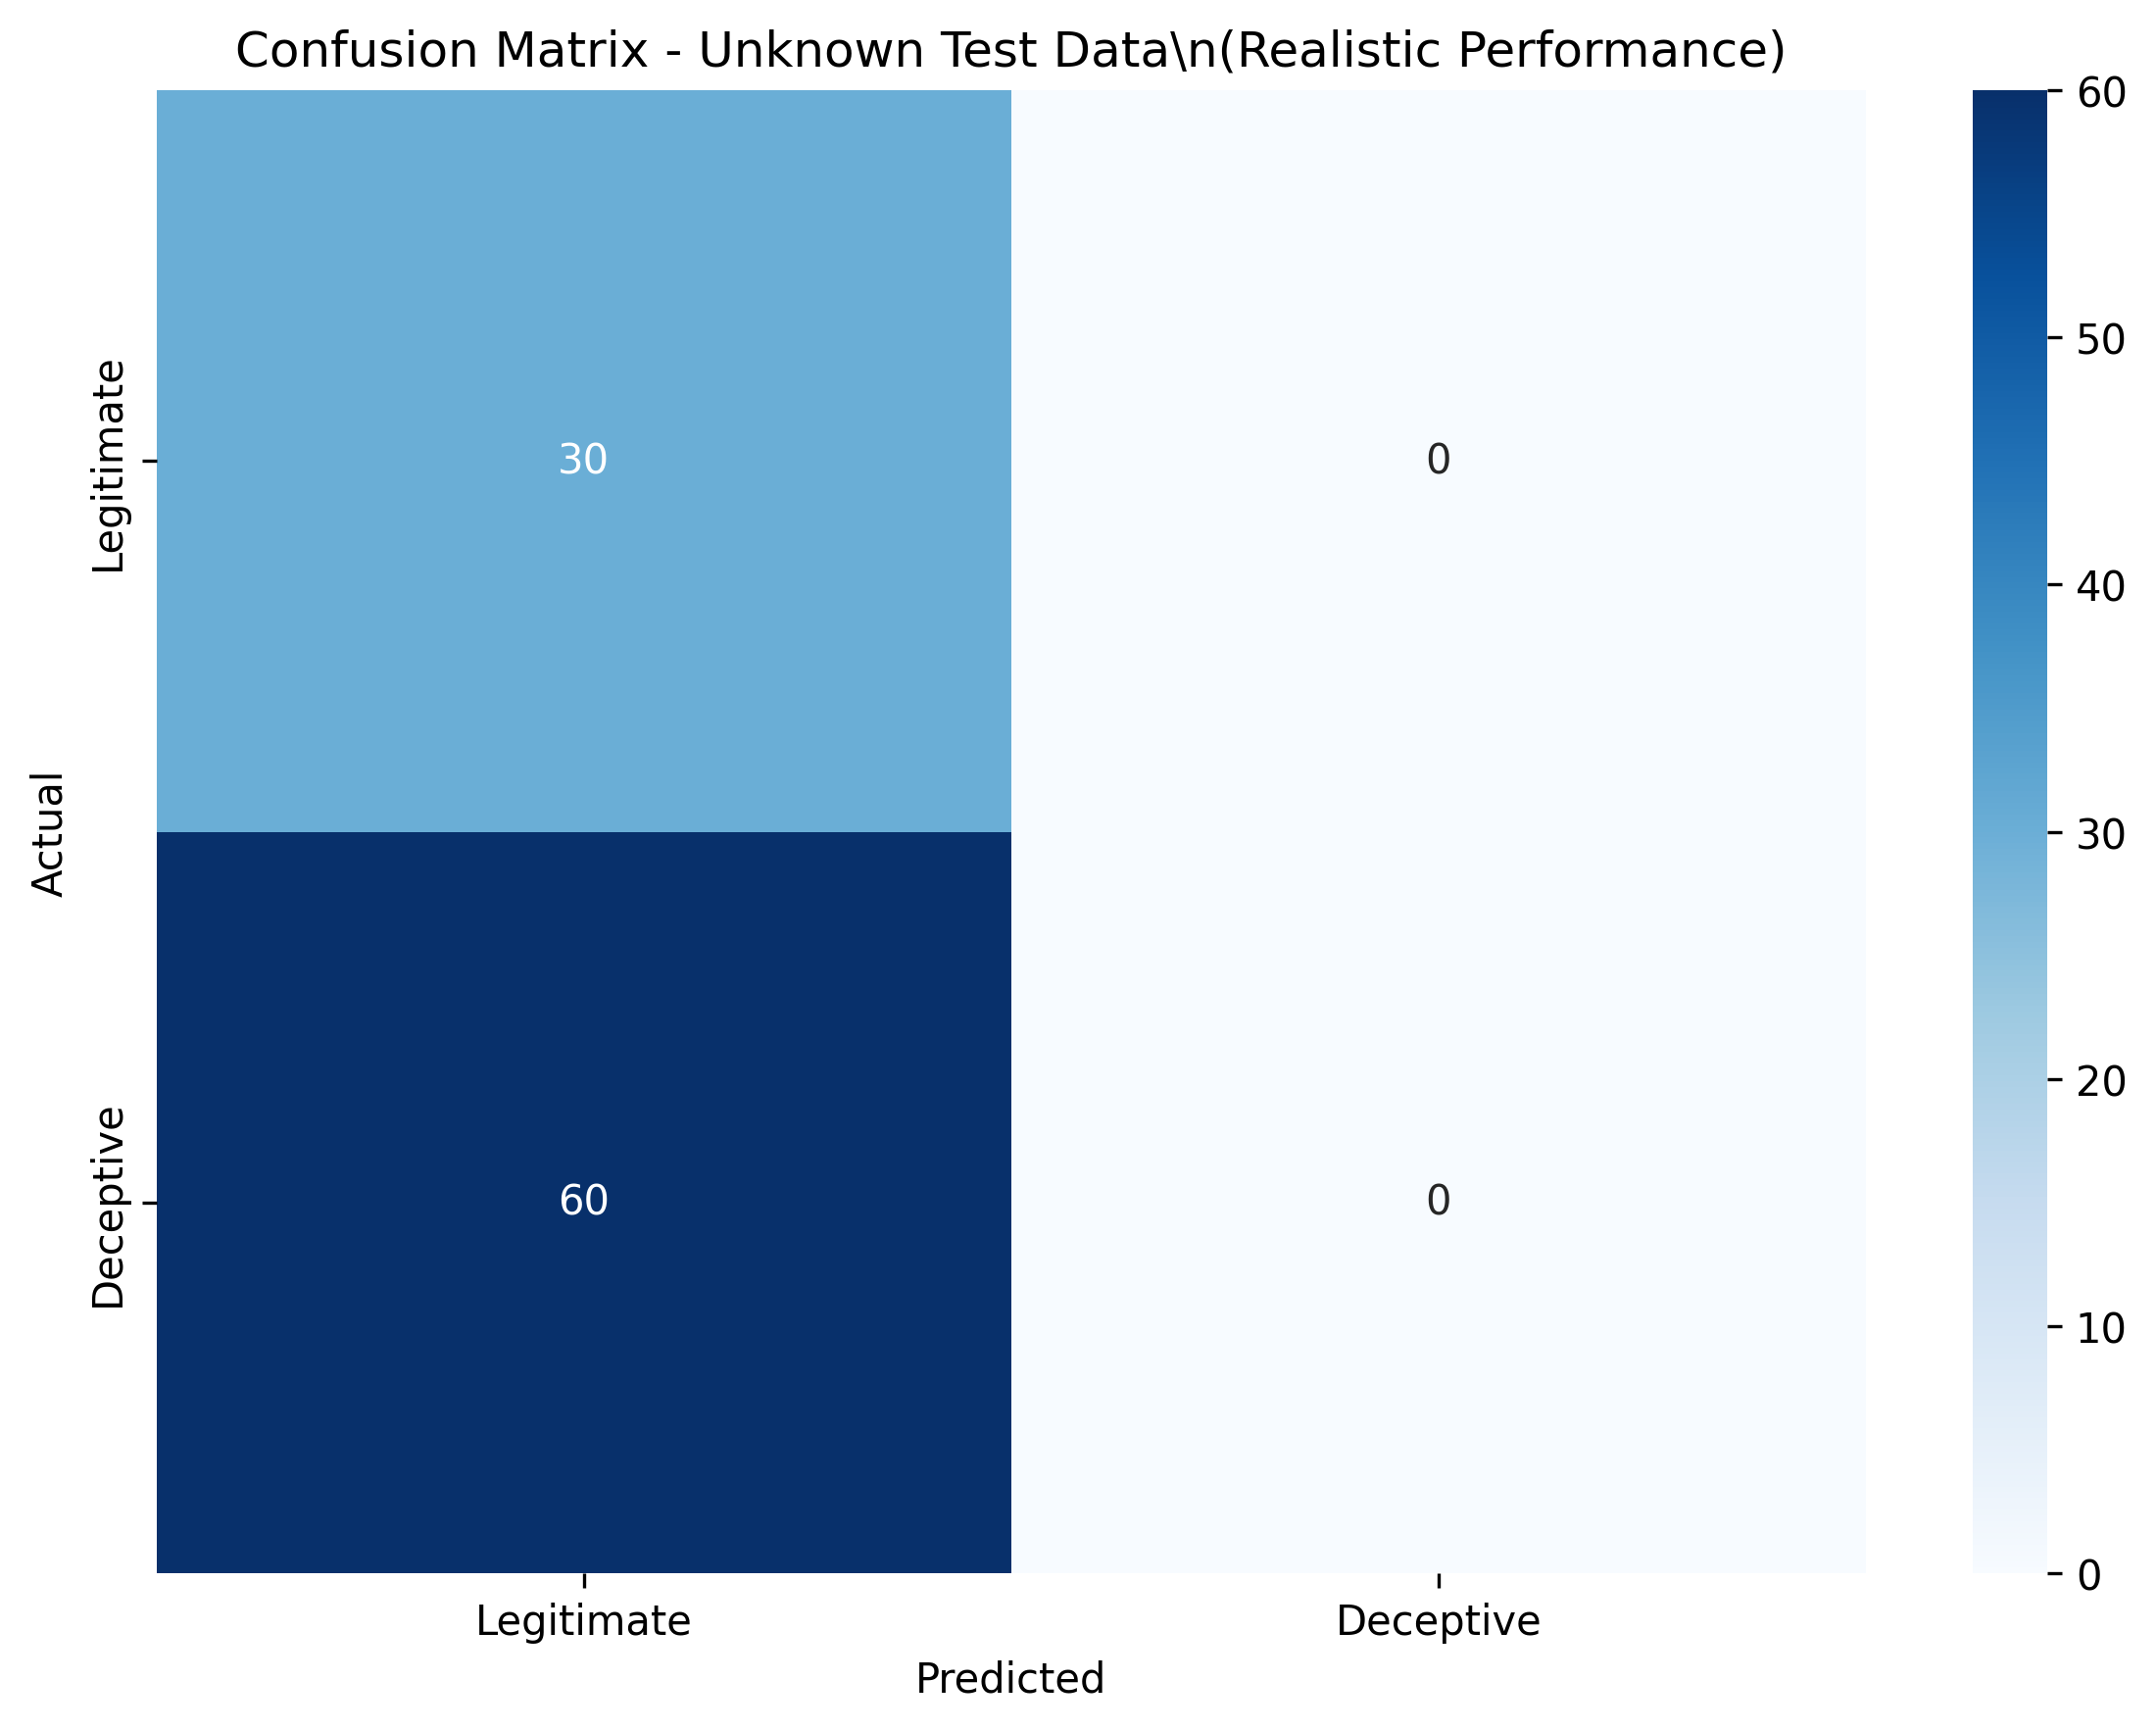 Confusion Matrix - Unknown Test Data\n(Realistic Performance)
Actual
Legitimate
Deceptive
30
0
60
0
Legitimate
Deceptive
Predicted
60
50
40
30
20
10
0